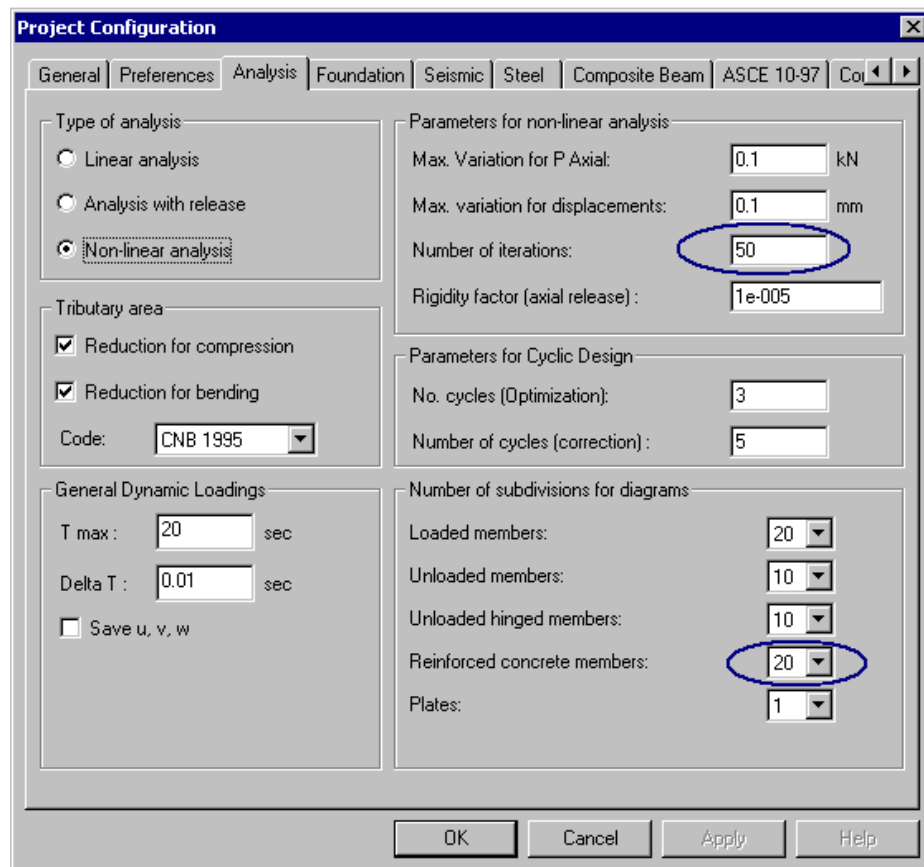 Project Configuration
General Preferences Analysis Foundation Seismic Steel Composite Beam ASCE 10-97
Type of analysis
Linear analysis
Analysis with release
Non-linear analysis
Tributary area
Reduction for compression
Reduction for bending
Code: CNB 1995
General Dynamic Loadings
T max : 20 sec
Delta T : 0.01 sec
Save u, v, w
Parameters for non-linear analysis
Max. Variation for P Axial: 0.1 kN
Max. variation for displacements: 0.1 mm
Number of iterations: 50
Rigidity factor (axial release) : 1e-005
Parameters for Cyclic Design
No. cycles (Optimization): 3
Number of cycles (correction) : 5
Number of subdivisions for diagrams
Loaded members: 20
Unloaded members: 10
Unloaded hinged members: 10
Reinforced concrete members: 20
Plates: 1
OK Cancel Apply Help